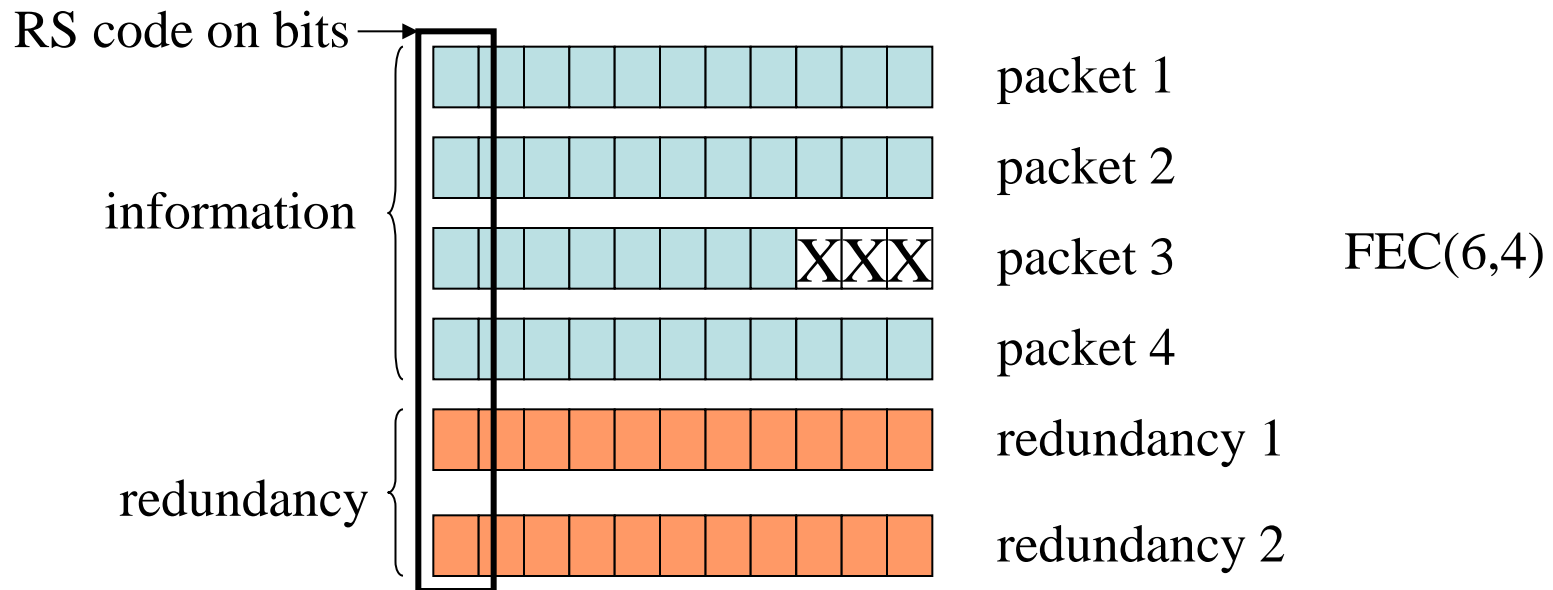 RS code on bits
packet 1
packet 2
information
XXX
packet 3
FEC(6,4)
packet 4
redundancy 1
redundancy
redundancy 2